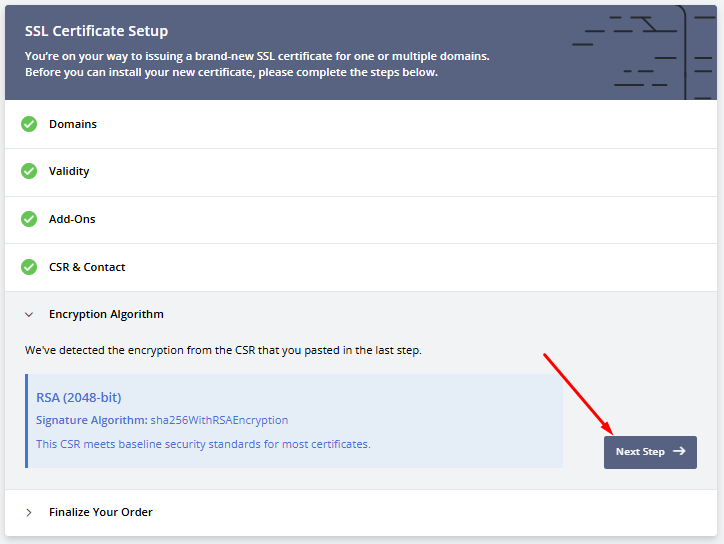 SSL Certificate Setup
You're on your way to issuing a brand-new SSL certificate for one or multiple domains.
Before you can install your new certificate, please complete the steps below.
Domains
Validity
Add-Ons
CSR & Contact
Encryption Algorithm
We've detected the encryption from the CSR that you pasted in the last step.
RSA (2048-bit)
Signature Algorithm: sha256WithRSAEncryption
This CSR meets baseline security standards for most certificates.
Next Step
Finalize Your Order